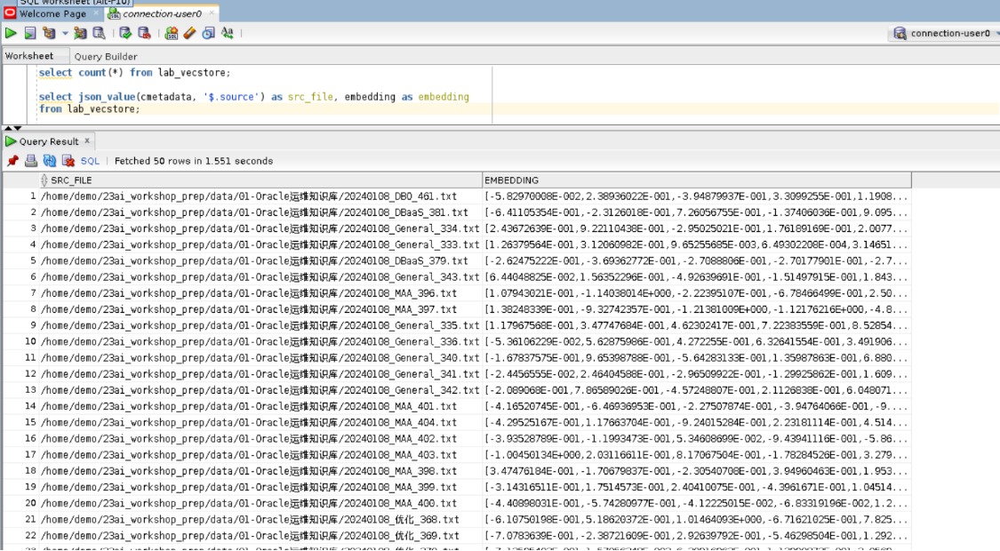 SQL Worksheet (Alt-F10)
Welcome Page
connection-user0
connection-user0
Worksheet
Query Builder
select count(*) from lab_vecstore;
select json_value(cmetadata, '$.source') as src_file, embedding as embedding
from lab_vecstore;
Query Result
SQL | Fetched 50 rows in 1.551 seconds
SRC_FILE EMBEDDING
1 /home/demo/23ai_workshop_prep/data/01-Oracle运维知识库/20240108_DBO_461.txt [-5.82970008E-002,2.38936022E-001,-3.94879937E-001,3.3099255E-001,1.1908...
2 /home/demo/23ai_workshop_prep/data/01-Oracle运维知识库/20240108_DBaaS_381.txt [-6.41105354E-001,-2.3126018E-001,7.26056755E-001,-1.37406036E-001,9.095...
3 /home/demo/23ai_workshop_prep/data/01-Oracle运维知识库/20240108_General_334.txt [2.43672639E-001,9.22110438E-001,-2.95025021E-001,1.76189169E-001,2.0077...
4 /home/demo/23ai_workshop_prep/data/01-Oracle运维知识库/20240108_General_333.txt [1.26379564E-001,3.12060982E-001,9.65255685E-003,6.49302208E-004,3.14651...
5 /home/demo/23ai_workshop_prep/data/01-Oracle运维知识库/20240108_DBaaS_379.txt [-2.62475222E-001,-3.69362772E-001,-2.7088806E-001,-2.70177901E-001,-2.7...
6 /home/demo/23ai_workshop_prep/data/01-Oracle运维知识库/20240108_General_343.txt [6.44048825E-002,1.56352296E-001,-4.92639691E-001,-1.51497915E-001,1.843...
7 /home/demo/23ai_workshop_prep/data/01-Oracle运维知识库/20240108_MAA_396.txt [1.07943021E-001,-1.14038014E+000,-2.22395107E-001,-6.78466499E-001,2.50...
8 /home/demo/23ai_workshop_prep/data/01-Oracle运维知识库/20240108_MAA_397.txt [1.38248339E-001,-9.32742357E-001,-1.21381009E+000,-1.12176216E+000,-4.8...
9 /home/demo/23ai_workshop_prep/data/01-Oracle运维知识库/20240108_General_335.txt [1.17967568E-001,3.47747684E-001,4.62302417E-001,7.22383559E-001,8.52854...
10 /home/demo/23ai_workshop_prep/data/01-Oracle运维知识库/20240108_General_336.txt [-5.36106229E-002,5.62875986E-001,4.272255E-001,6.32641554E-001,3.491906...
11 /home/demo/23ai_workshop_prep/data/01-Oracle运维知识库/20240108_General_340.txt [-1.67837575E-001,9.65398788E-001,-5.64283133E-001,1.35987863E-001,6.880...
12 /home/demo/23ai_workshop_prep/data/01-Oracle运维知识库/20240108_General_341.txt [-2.4456555E-002,2.46404588E-001,-2.96509922E-001,-1.29925862E-001,1.609...
13 /home/demo/23ai_workshop_prep/data/01-Oracle运维知识库/20240108_General_342.txt [-2.089068E-001,7.86589026E-001,-4.57248807E-001,2.1126838E-001,6.048071...
14 /home/demo/23ai_workshop_prep/data/01-Oracle运维知识库/20240108_MAA_401.txt [-4.16520745E-001,-6.46936953E-001,-2.27507874E-001,-3.94764066E-001,-9....
15 /home/demo/23ai_workshop_prep/data/01-Oracle运维知识库/20240108_MAA_404.txt [-4.29525167E-001,1.17663704E-001,-9.24015284E-001,2.23181114E-001,4.514...
16 /home/demo/23ai_workshop_prep/data/01-Oracle运维知识库/20240108_MAA_402.txt [-3.93528789E-001,-1.1993473E-001,5.34608699E-002,-9.43941116E-001,-5.86...
17 /home/demo/23ai_workshop_prep/data/01-Oracle运维知识库/20240108_MAA_403.txt [-1.00450134E+000,2.03116611E-001,8.17067504E-001,-1.78284526E-001,3.279...
18 /home/demo/23ai_workshop_prep/data/01-Oracle运维知识库/20240108_MAA_398.txt [3.47476184E-001,-1.70679837E-001,-2.30540708E-001,3.94960463E-001,1.953...
19 /home/demo/23ai_workshop_prep/data/01-Oracle运维知识库/20240108_MAA_399.txt [-3.14316511E-001,1.7514573E-001,2.40410075E-001,-4.3961671E-001,1.04514...
20 /home/demo/23ai_workshop_prep/data/01-Oracle运维知识库/20240108_MAA_400.txt [-4.40898031E-001,-5.74280977E-001,-4.12225015E-002,-6.83319196E-002,1.2...
21 /home/demo/23ai_workshop_prep/data/01-Oracle运维知识库/20240108_优化_368.txt [-6.10750198E-001,5.18620372E-003,1.01464093E+000,-6.71621025E-001,7.825...
22 /home/demo/23ai_workshop_prep/data/01-Oracle运维知识库/20240108_优化_369.txt [-7.0783639E-001,-2.38721609E-001,2.92639792E-001,-5.46298504E-001,1.292...